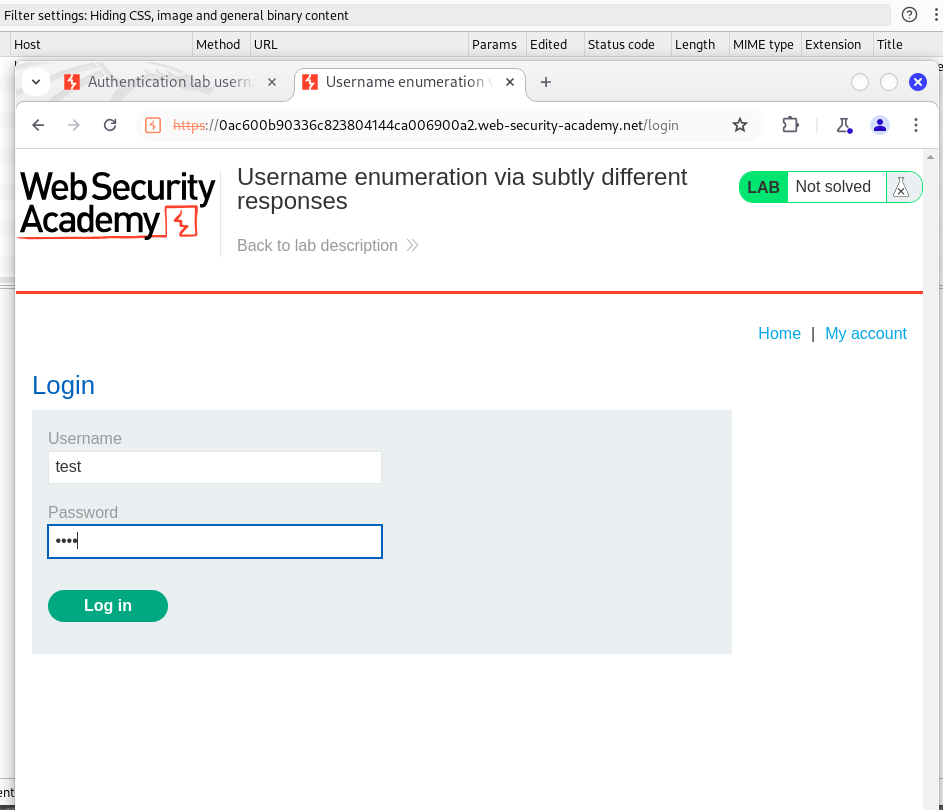 Filter settings: Hiding CSS, image and general binary content
Host Method URL Params Edited Status code Length MIME type Extension Title
Authentication lab usern
Username enumeration v
https://0ac600b90336c823804144ca006900a2.web-security-academy.net/login
Web Security
Academy
Username enumeration via subtly different
responses
Back to lab description
LAB Not solved
Home | My account
Login
Username
test
Password
••••
Log in
ent